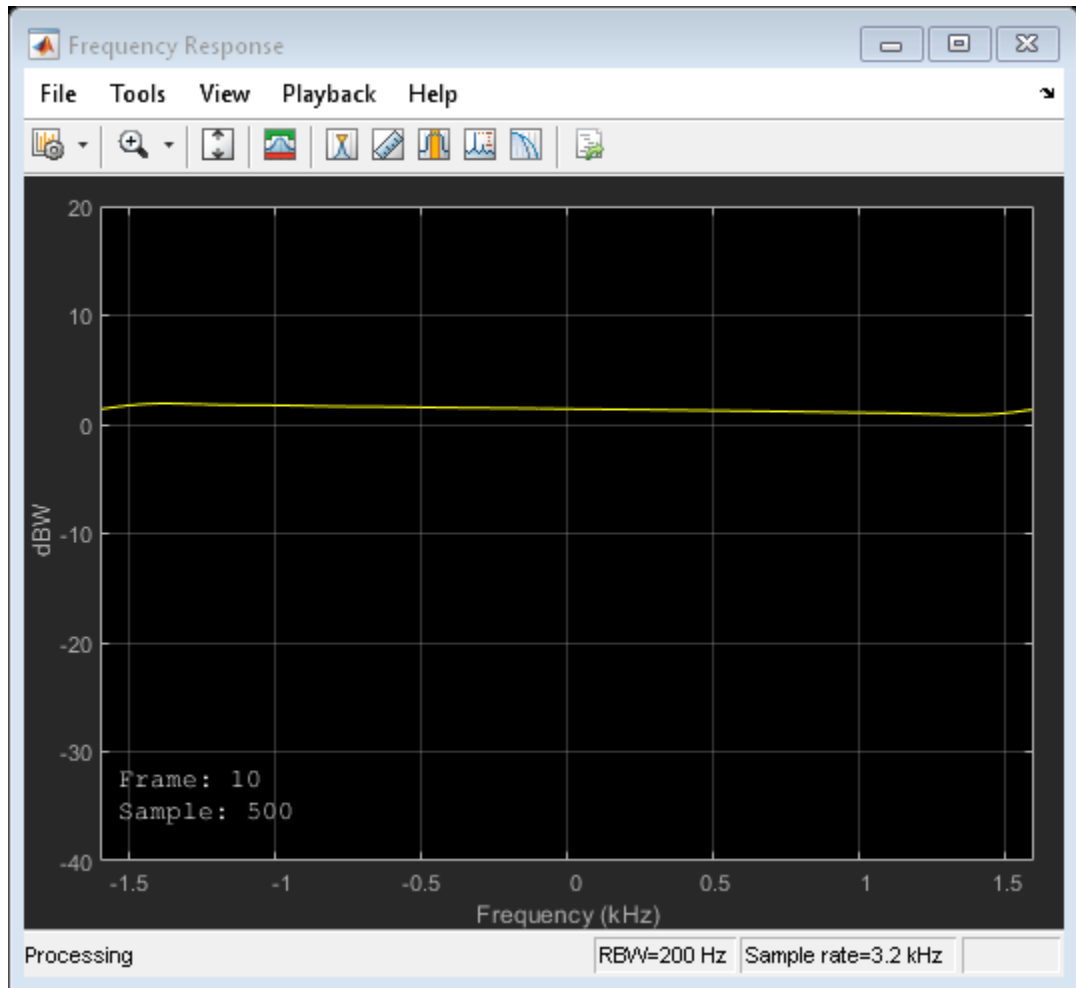 Frequency Response
File Tools View Playback Help
20
10
0
-10
-20
-30
-40
dBW
Frame: 10
Sample: 500
-1.5 -1 -0.5 0 0.5 1 1.5
Frequency (kHz)
Processing RBW=200 Hz Sample rate=3.2 kHz